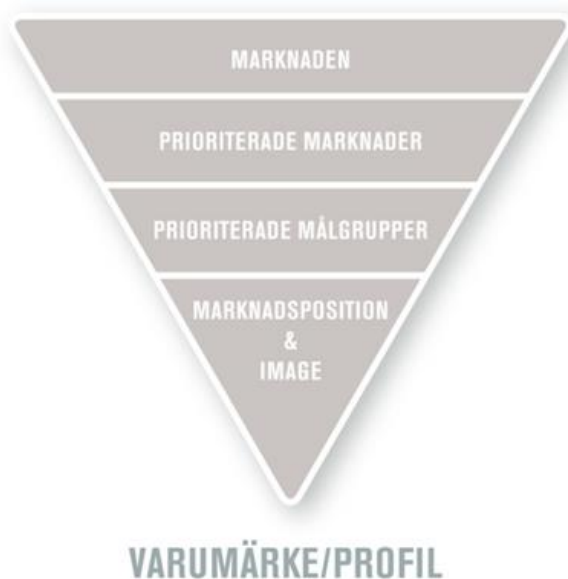 MARKNADEN
PRIORITERADE MARKNADER
PRIORITERADE MÅLGRUPPER
MARKNADSPOSITION
&
IMAGE
VARUMÄRKE/PROFIL